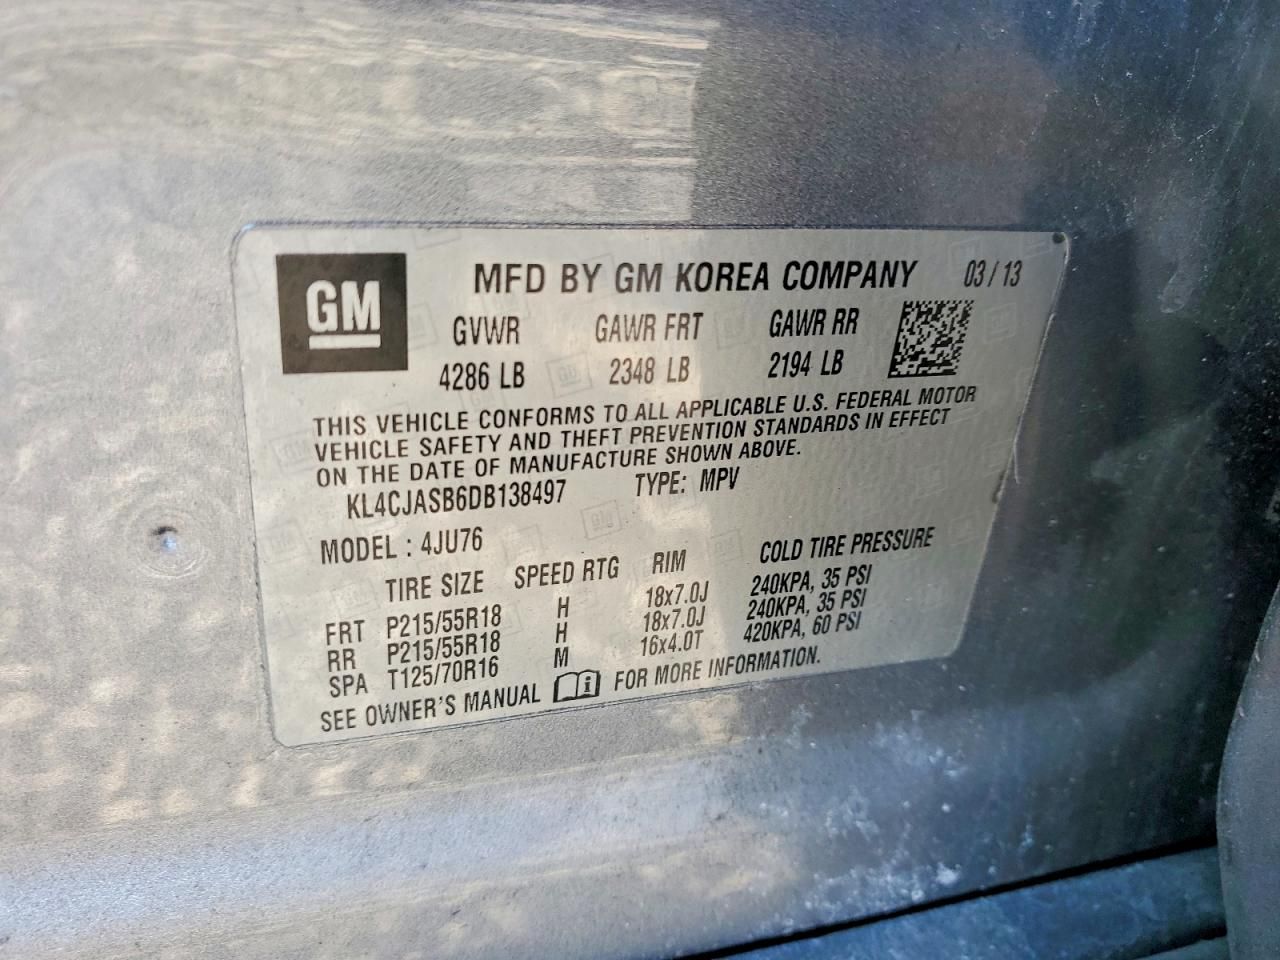 GM
MFD BY GM KOREA COMPANY 03/13
GVWR GAWR FRT GAWR RR
4286 LB 2348 LB 2194 LB
THIS VEHICLE CONFORMS TO ALL APPLICABLE U.S. FEDERAL MOTOR
VEHICLE SAFETY AND THEFT PREVENTION STANDARDS IN EFFECT
ON THE DATE OF MANUFACTURE SHOWN ABOVE.
KL4CJASB6DB138497 TYPE: MPV
MODEL : 4JU76
TIRE SIZE SPEED RTG RIM COLD TIRE PRESSURE
FRT P215/55R18 H 18x7.0J 240KPA, 35 PSI
RR P215/55R18 H 18x7.0J 240KPA, 35 PSI
SPA T125/70R16 M 16x4.0T 420KPA, 60 PSI
SEE OWNER'S MANUAL i FOR MORE INFORMATION.